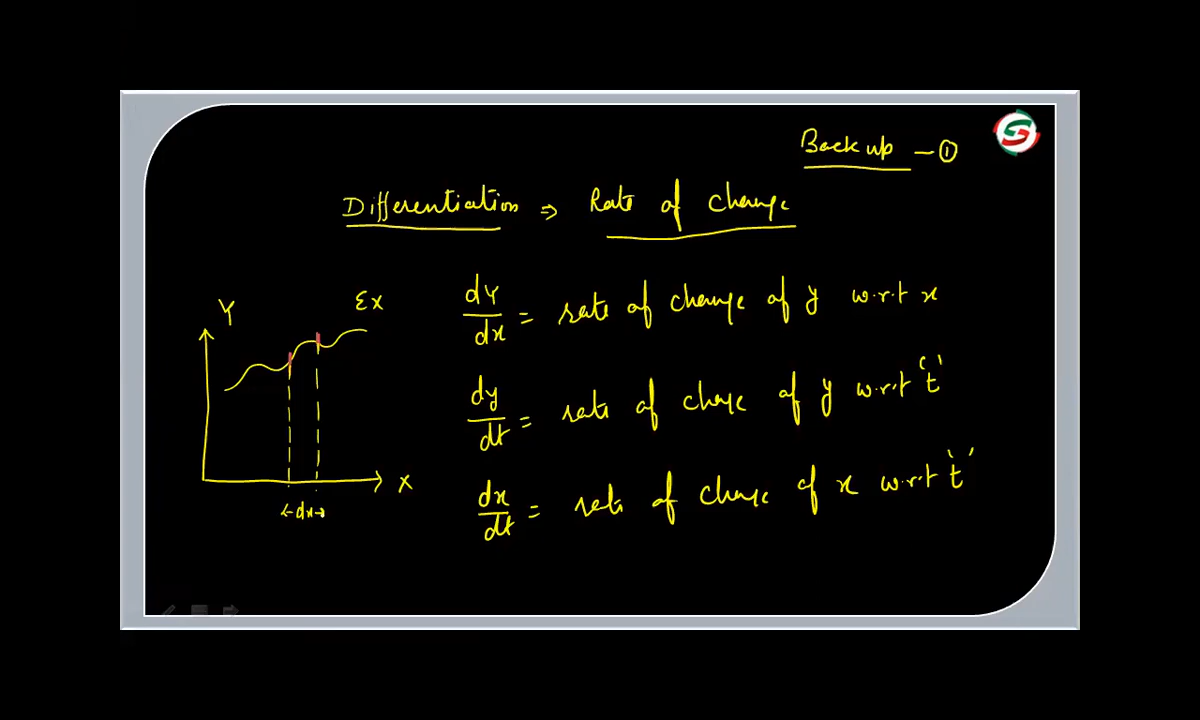 Back up - ①
Differentiation ⇒ Rate of change
Y
Ex
X
←dx→
dY/dx = rate of change of y w.r.t x
dy/dt = rate of change of y w.r.t 't'
dx/dt = rate of change of x w.r.t 't'